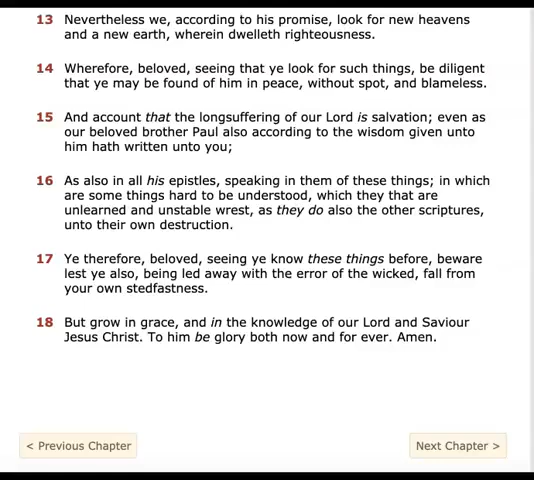 13 Nevertheless we, according to his promise, look for new heavens
and a new earth, wherein dwelleth righteousness.
14 Wherefore, beloved, seeing that ye look for such things, be diligent
that ye may be found of him in peace, without spot, and blameless.
15 And account that the longsuffering of our Lord is salvation; even as
our beloved brother Paul also according to the wisdom given unto
him hath written unto you;
16 As also in all his epistles, speaking in them of these things; in which
are some things hard to be understood, which they that are
unlearned and unstable wrest, as they do also the other scriptures,
unto their own destruction.
17 Ye therefore, beloved, seeing ye know these things before, beware
lest ye also, being led away with the error of the wicked, fall from
your own stedfastness.
18 But grow in grace, and in the knowledge of our Lord and Saviour
Jesus Christ. To him be glory both now and for ever. Amen.
< Previous Chapter
Next Chapter >